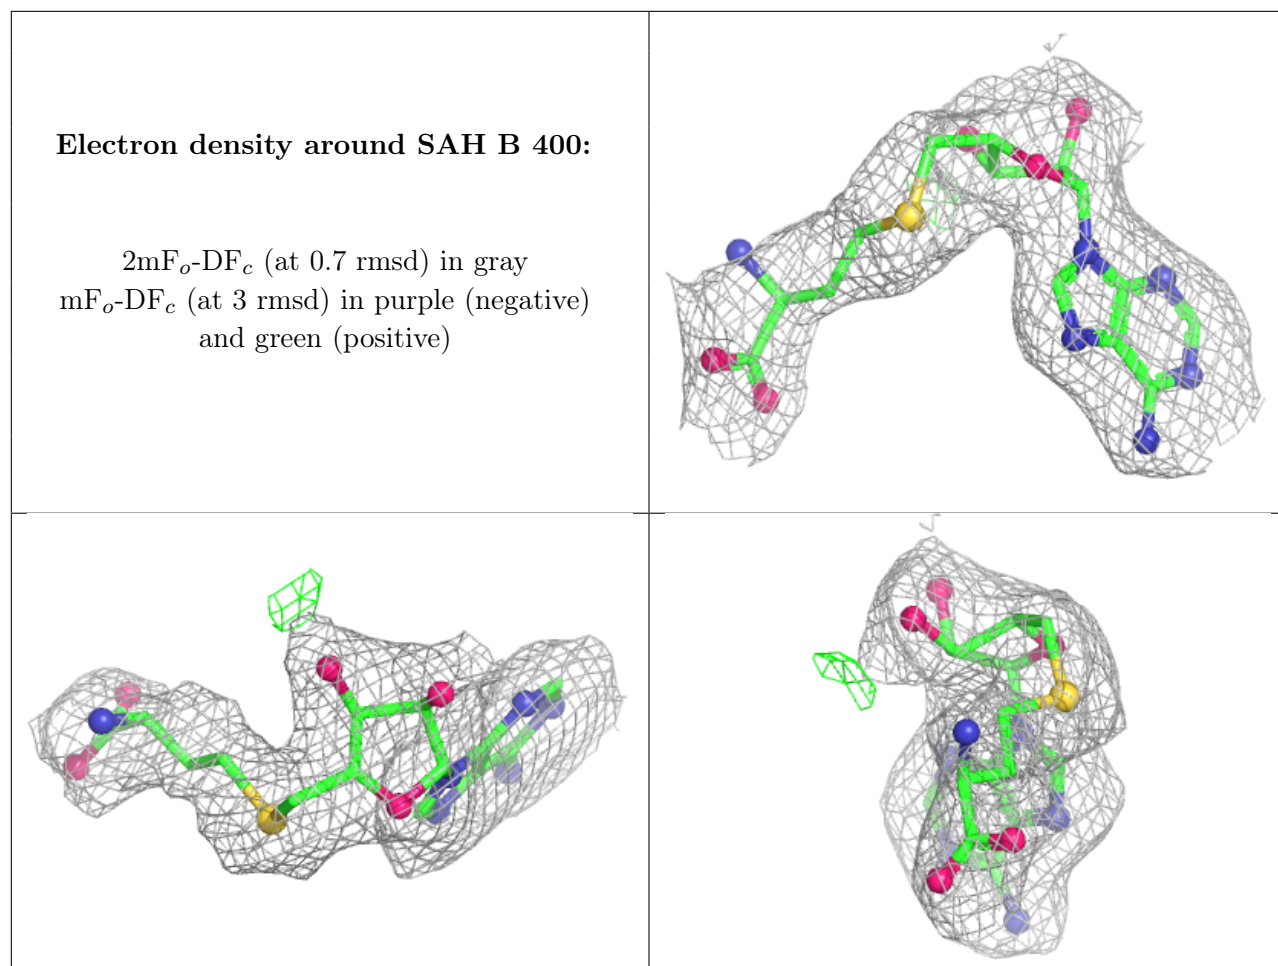 Electron density around SAH B 400:
2mFo-DFc (at 0.7 rmsd) in gray
mFo-DFc (at 3 rmsd) in purple (negative)
and green (positive)